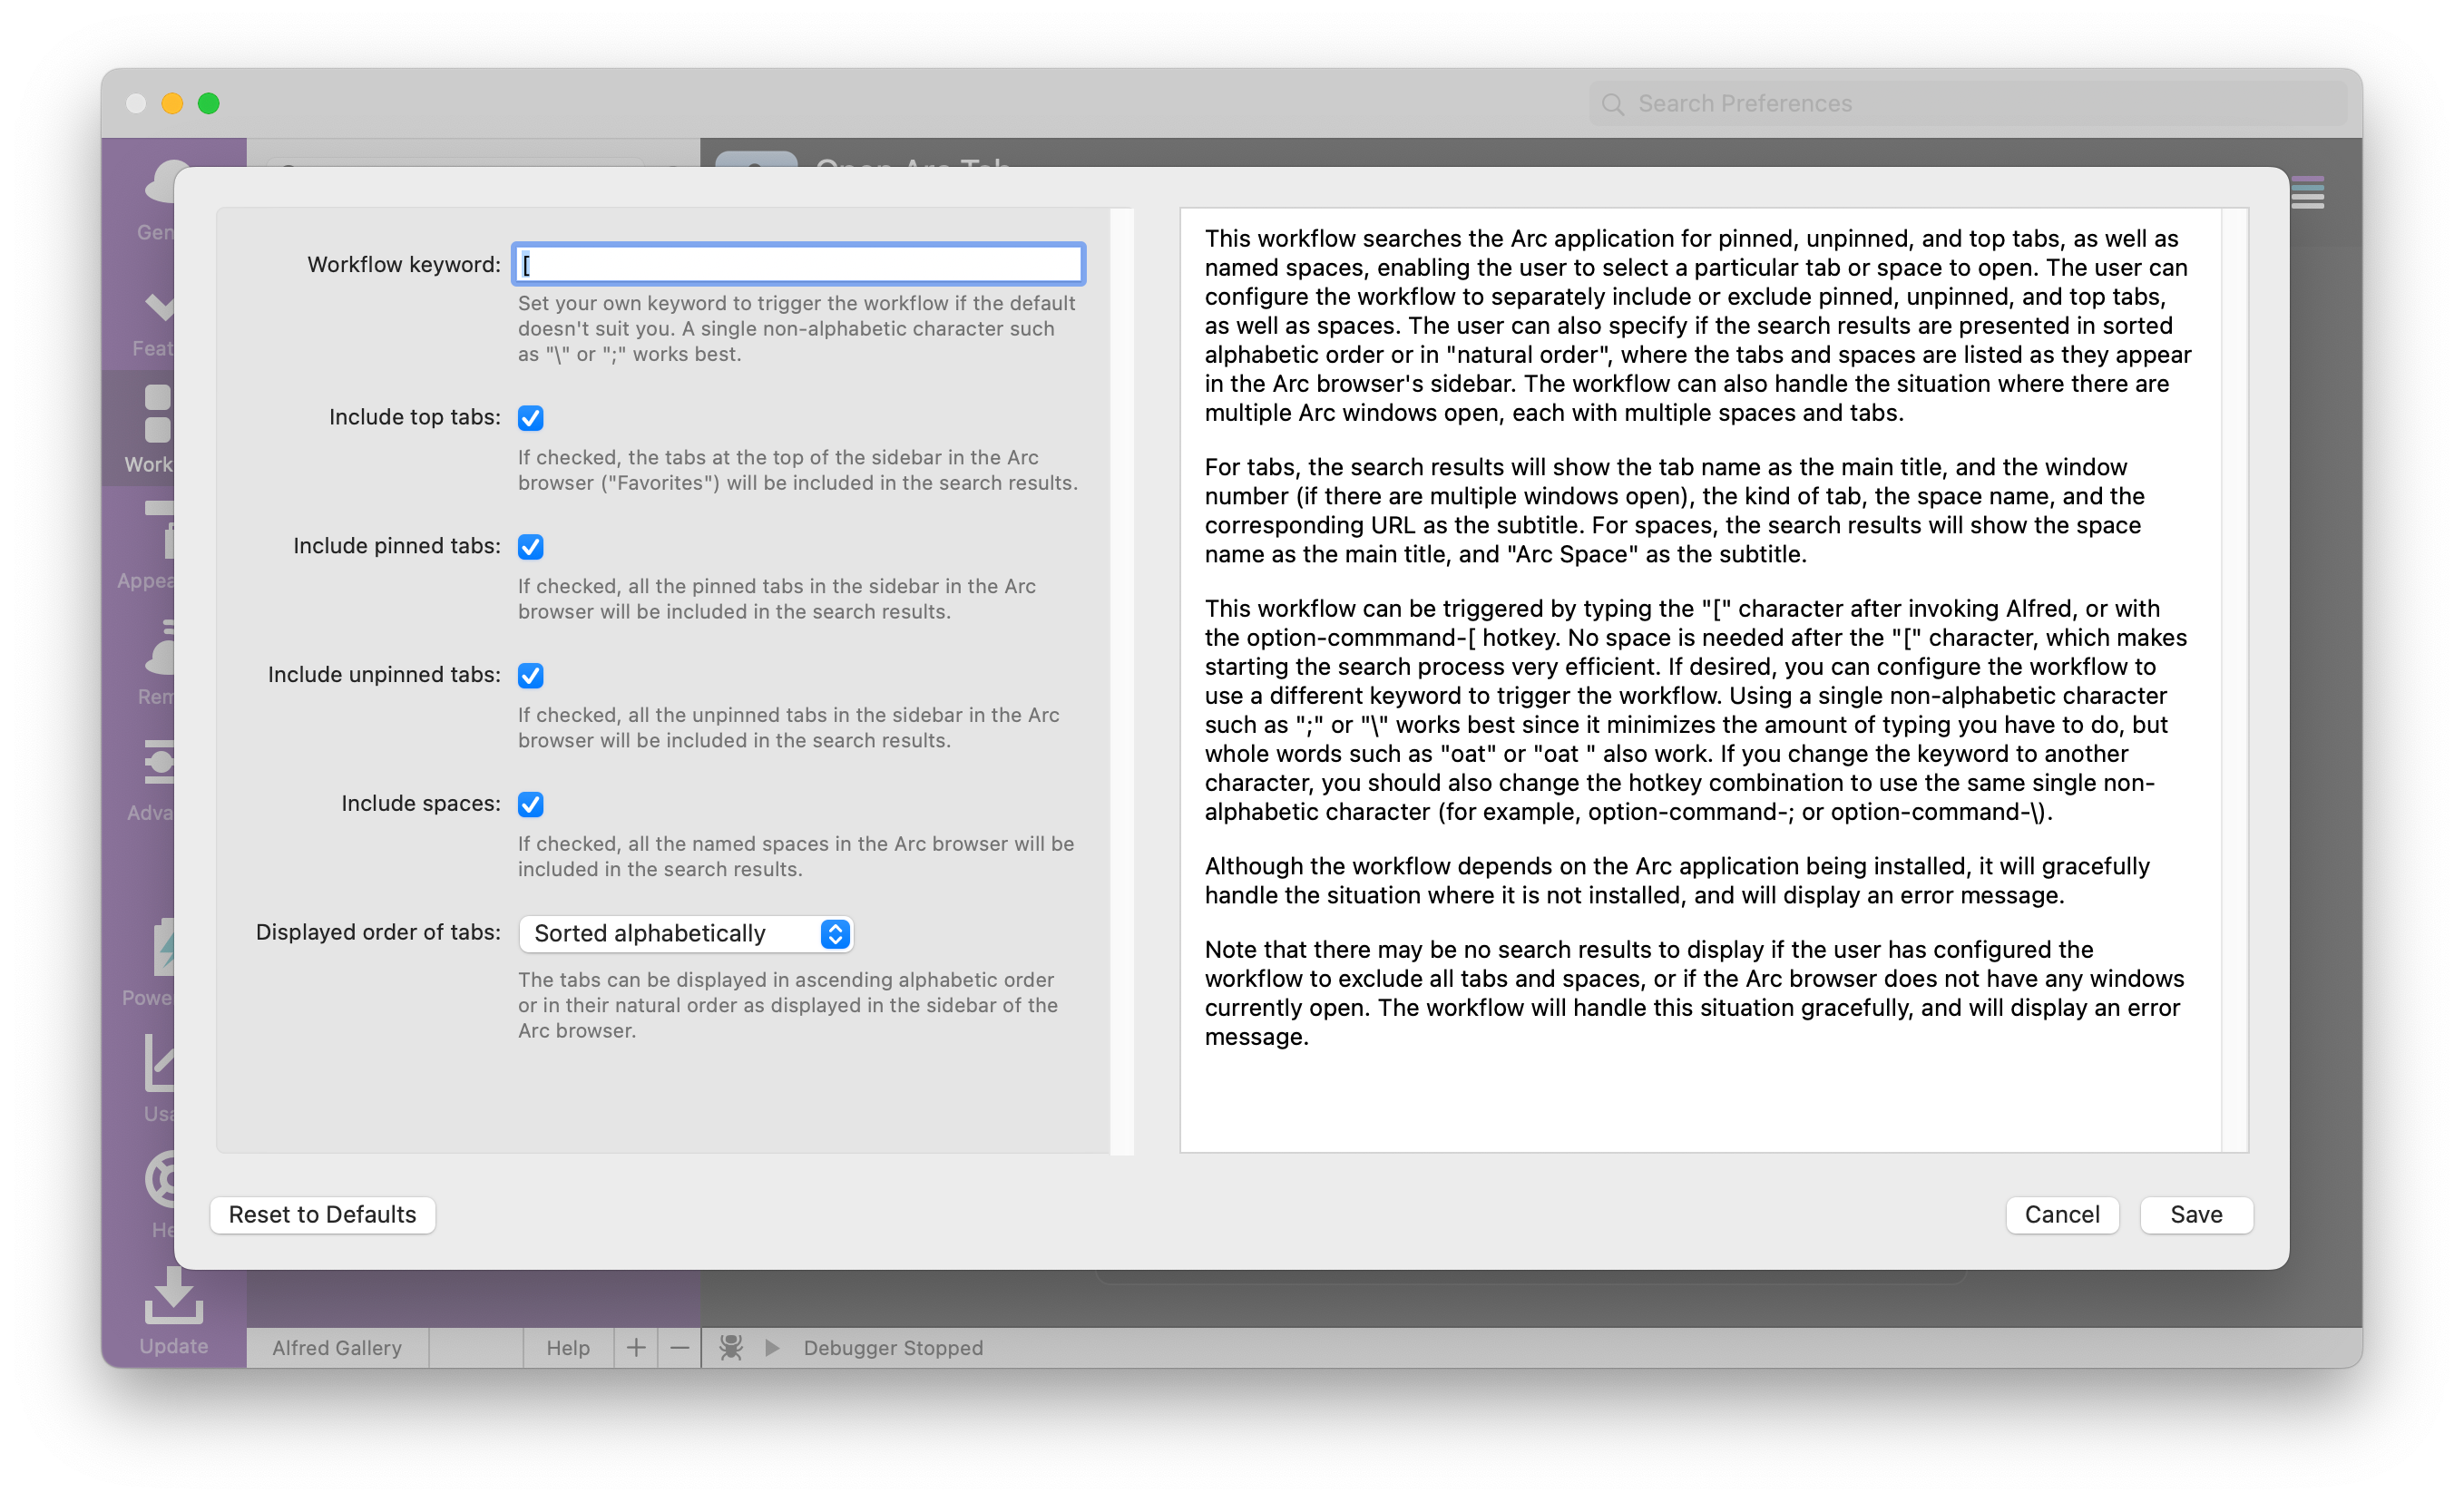 Search Preferences
Open Arc Tab
Workflow keyword: [
Set your own keyword to trigger the workflow if the default
doesn't suit you. A single non-alphabetic character such
as "\" or ";" works best.
Include top tabs:
If checked, the tabs at the top of the sidebar in the Arc
browser ("Favorites") will be included in the search results.
Include pinned tabs:
If checked, all the pinned tabs in the sidebar in the Arc
browser will be included in the search results.
Include unpinned tabs:
If checked, all the unpinned tabs in the sidebar in the Arc
browser will be included in the search results.
Include spaces:
If checked, all the named spaces in the Arc browser will be
included in the search results.
Displayed order of tabs: Sorted alphabetically
The tabs can be displayed in ascending alphabetic order
or in their natural order as displayed in the sidebar of the
Arc browser.
This workflow searches the Arc application for pinned, unpinned, and top tabs, as well as
named spaces, enabling the user to select a particular tab or space to open. The user can
configure the workflow to separately include or exclude pinned, unpinned, and top tabs,
as well as spaces. The user can also specify if the search results are presented in sorted
alphabetic order or in "natural order", where the tabs and spaces are listed as they appear
in the Arc browser's sidebar. The workflow can also handle the situation where there are
multiple Arc windows open, each with multiple spaces and tabs.
For tabs, the search results will show the tab name as the main title, and the window
number (if there are multiple windows open), the kind of tab, the space name, and the
corresponding URL as the subtitle. For spaces, the search results will show the space
name as the main title, and "Arc Space" as the subtitle.
This workflow can be triggered by typing the "[" character after invoking Alfred, or with
the option-commmand-[ hotkey. No space is needed after the "[" character, which makes
starting the search process very efficient. If desired, you can configure the workflow to
use a different keyword to trigger the workflow. Using a single non-alphabetic character
such as ";" or "\" works best since it minimizes the amount of typing you have to do, but
whole words such as "oat" or "oat " also work. If you change the keyword to another
character, you should also change the hotkey combination to use the same single non-
alphabetic character (for example, option-command-; or option-command-\).
Although the workflow depends on the Arc application being installed, it will gracefully
handle the situation where it is not installed, and will display an error message.
Note that there may be no search results to display if the user has configured the
workflow to exclude all tabs and spaces, or if the Arc browser does not have any windows
currently open. The workflow will handle this situation gracefully, and will display an error
message.
Gen
Feat
Work
Appea
Rem
Adva
Powe
Usa
He
Update
Reset to Defaults
Cancel
Save
Alfred Gallery
Help
Debugger Stopped